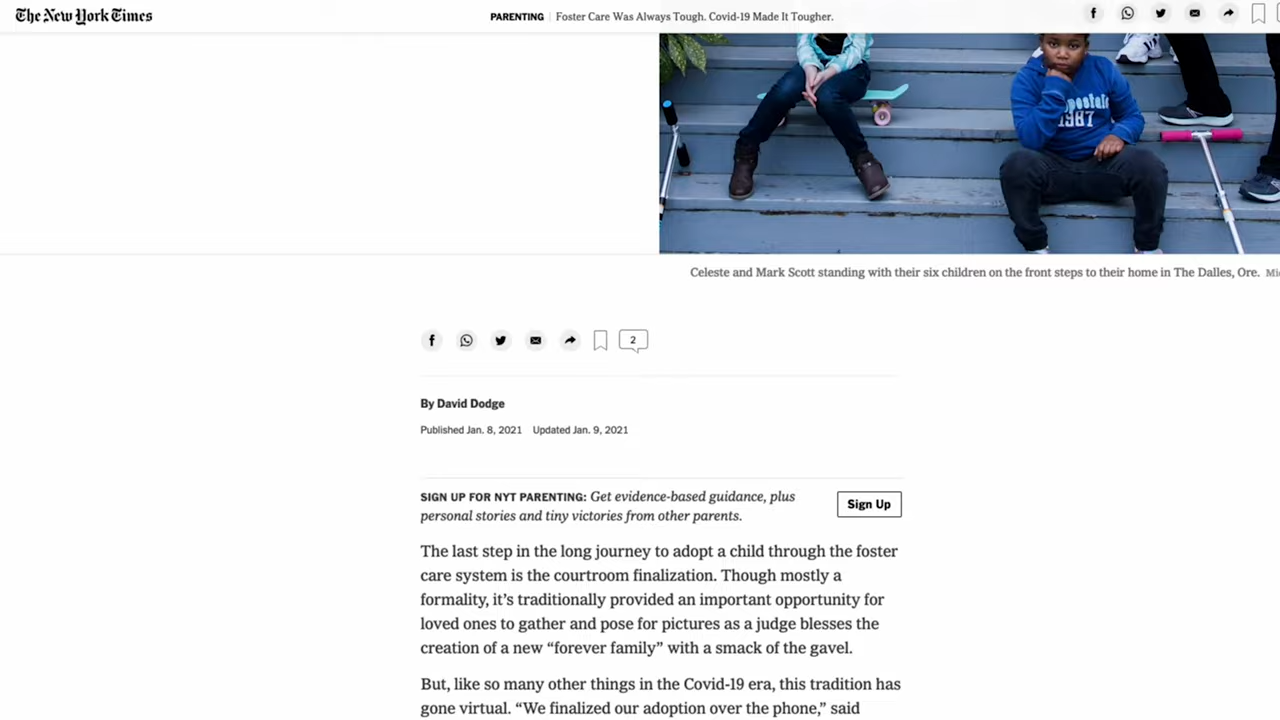 The New York Times
PARENTING | Foster Care Was Always Tough. Covid-19 Made It Tougher.
1987
Celeste and Mark Scott standing with their six children on the front steps to their home in The Dalles, Ore.
2
By David Dodge
Published Jan. 8, 2021 Updated Jan. 9, 2021
SIGN UP FOR NYT PARENTING: Get evidence-based guidance, plus
personal stories and tiny victories from other parents.
Sign Up
The last step in the long journey to adopt a child through the foster
care system is the courtroom finalization. Though mostly a
formality, it’s traditionally provided an important opportunity for
loved ones to gather and pose for pictures as a judge blesses the
creation of a new “forever family” with a smack of the gavel.
But, like so many other things in the Covid-19 era, this tradition has
gone virtual. “We finalized our adoption over the phone,” said